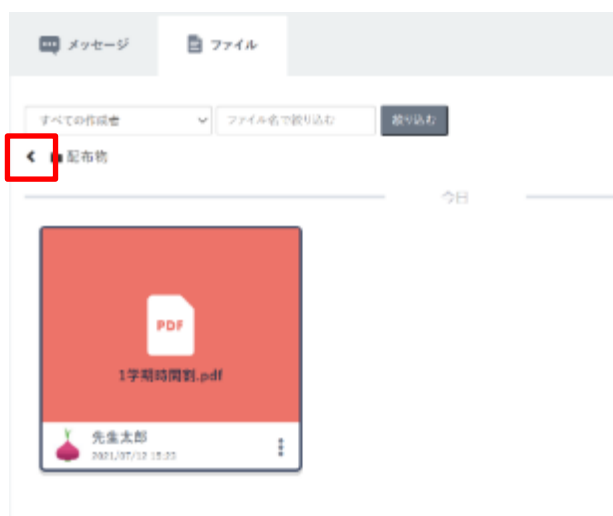 メッセージ
ファイル
すべての作成者
ファイル名で絞り込む
絞り込む
配布物
今日
PDF
1学期時間割.pdf
先生太郎
2021/07/12 15:23